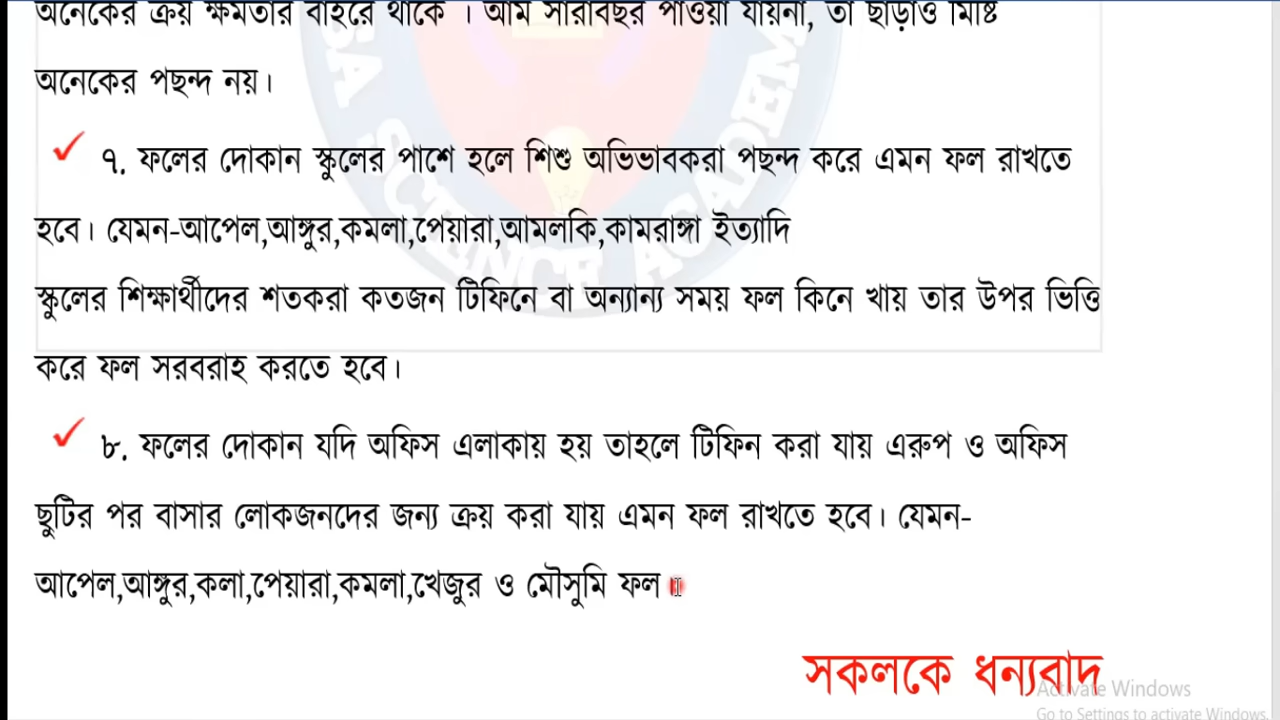 অনেকের ক্রয় ক্ষমতার বাহিরে থাকে । আম সারাবছর পাওয়া যায়না, তা ছাড়াও মিষ্টি
অনেকের পছন্দ নয়।
৭. ফলের দোকান স্কুলের পাশে হলে শিশু অভিভাবকরা পছন্দ করে এমন ফল রাখতে
হবে। যেমন-আপেল,আঙ্গুর,কমলা,পেয়ারা,আমলকি,কামরাঙ্গা ইত্যাদি
স্কুলের শিক্ষার্থীদের শতকরা কতজন টিফিনে বা অন্যান্য সময় ফল কিনে খায় তার উপর ভিত্তি
করে ফল সরবরাহ করতে হবে।
৮. ফলের দোকান যদি অফিস এলাকায় হয় তাহলে টিফিন করা যায় এরুপ ও অফিস
ছুটির পর বাসার লোকজনদের জন্য ক্রয় করা যায় এমন ফল রাখতে হবে। যেমন-
আপেল,আঙ্গুর,কলা,পেয়ারা,কমলা,খেজুর ও মৌসুমি ফল
সকলকে ধন্যবাদ
SCIENCE ACADEM
Activate Windows
Go to Settings to activate Windows.